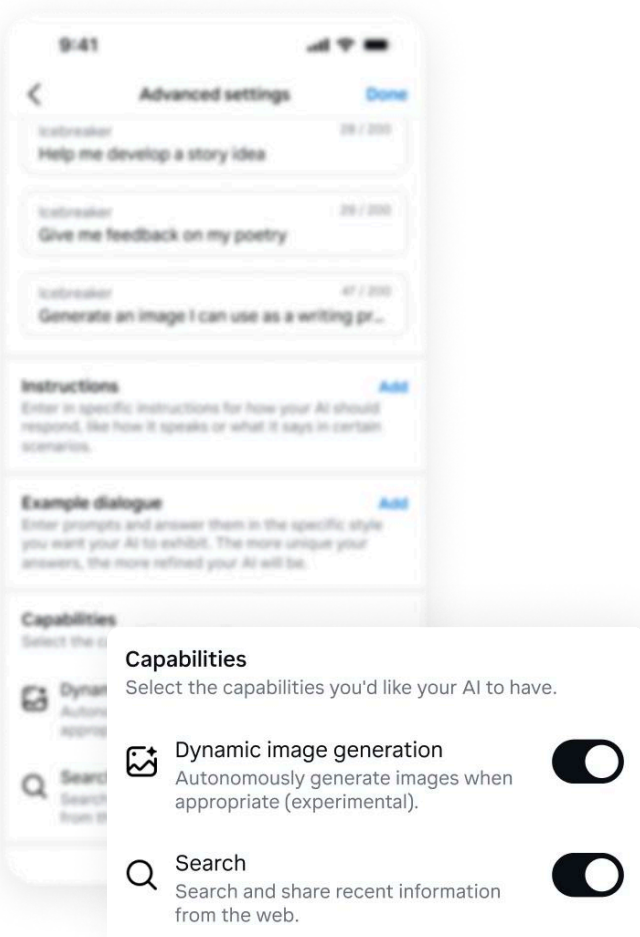 9:41
Advanced settings
Done
Icebreaker
29 / 200
Help me develop a story idea
Icebreaker
29 / 200
Give me feedback on my poetry
Icebreaker
47 / 200
Generate an image I can use as a writing pr...
Instructions
Add
Enter in specific instructions for how your AI should
respond, like how it speaks or what it says in certain
scenarios.
Example dialogue
Add
Enter prompts and answer them in the specific style
you want your AI to exhibit. The more unique your
answers, the more refined your AI will be.
Capabilities
Select the
Capabilities
Select the capabilities you'd like your AI to have.
Dynamic image generation
Autonomously generate images when
appropriate (experimental).
Search
Search and share recent information
from the web.